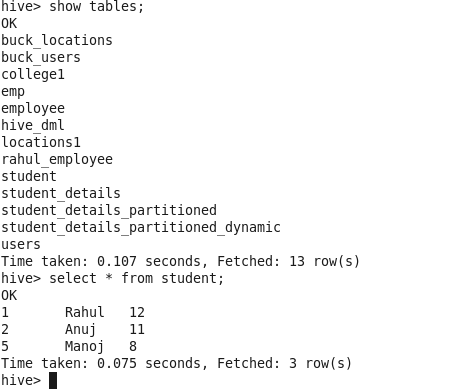 hive> show tables;
OK
buck_locations
buck_users
college1
emp
employee
hive_dml
locations1
rahul_employee
student
student_details
student_details_partitioned
student_details_partitioned_dynamic
users
Time taken: 0.107 seconds, Fetched: 13 row(s)
hive> select * from student;
OK
1	Rahul	12
2	Anuj	11
5	Manoj	8
Time taken: 0.075 seconds, Fetched: 3 row(s)
hive>